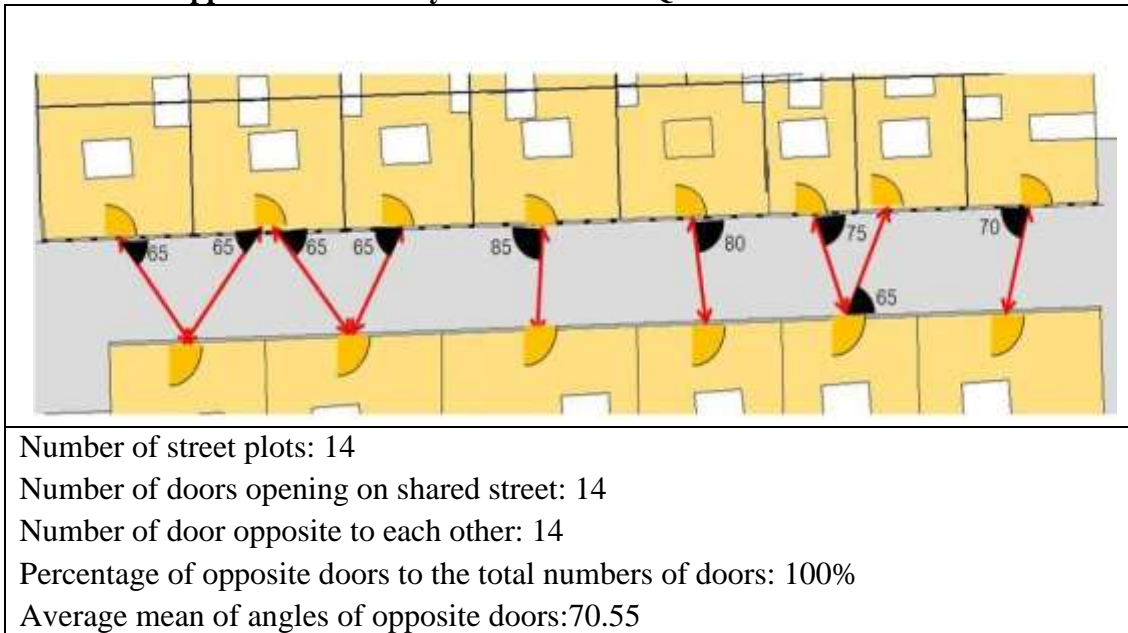 65
65
65
65
85
80
75
65
70
Number of street plots: 14
Number of doors opening on shared street: 14
Number of door opposite to each other: 14
Percentage of opposite doors to the total numbers of doors: 100%
Average mean of angles of opposite doors:70.55